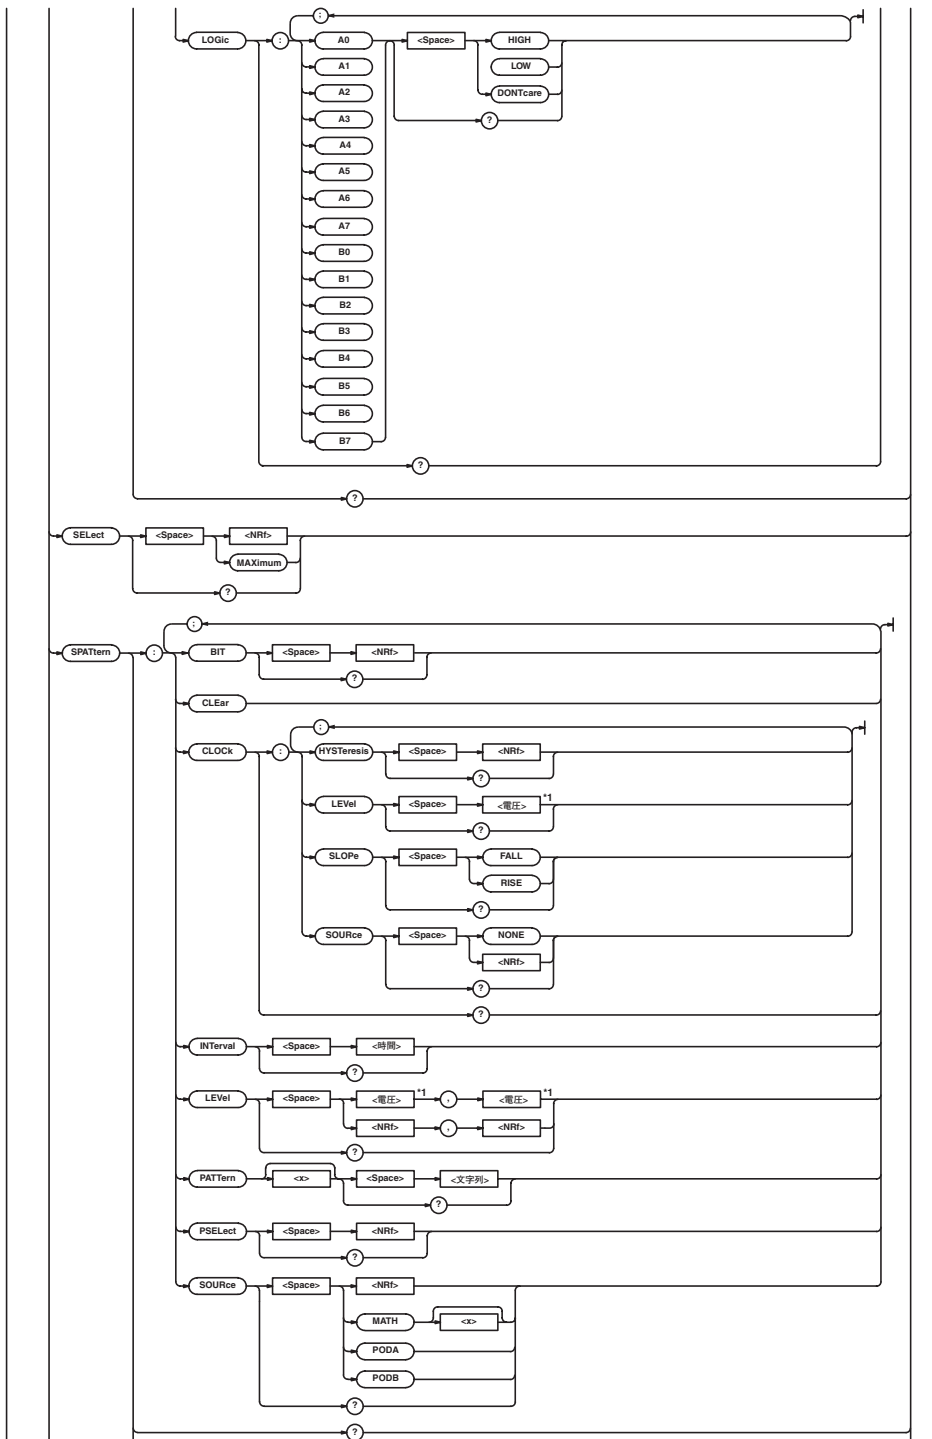 ;
LOGic : A0 <Space> HIGH
A1 LOW
A2 DONTcare
A3 ?
A4
A5
A6
A7
B0
B1
B2
B3
B4
B5
B6
B7
?
?
SELect <Space> <NRf>
MAXimum
?
;
SPATtern : BIT <Space> <NRf>
?
CLEar
;
CLOCk : HYSTeresis <Space> <NRf>
?
LEVel <Space> <電圧> *1
?
SLOPe <Space> FALL
RISE
?
SOURce <Space> NONE
<NRf>
?
?
INTerval <Space> <時間>
?
LEVel <Space> <電圧> *1 , <電圧> *1
<NRf> , <NRf>
?
PATTern <x> <Space> <文字列>
?
PSELect <Space> <NRf>
?
SOURce <Space> <NRf>
MATH <x>
PODA
PODB
?
?